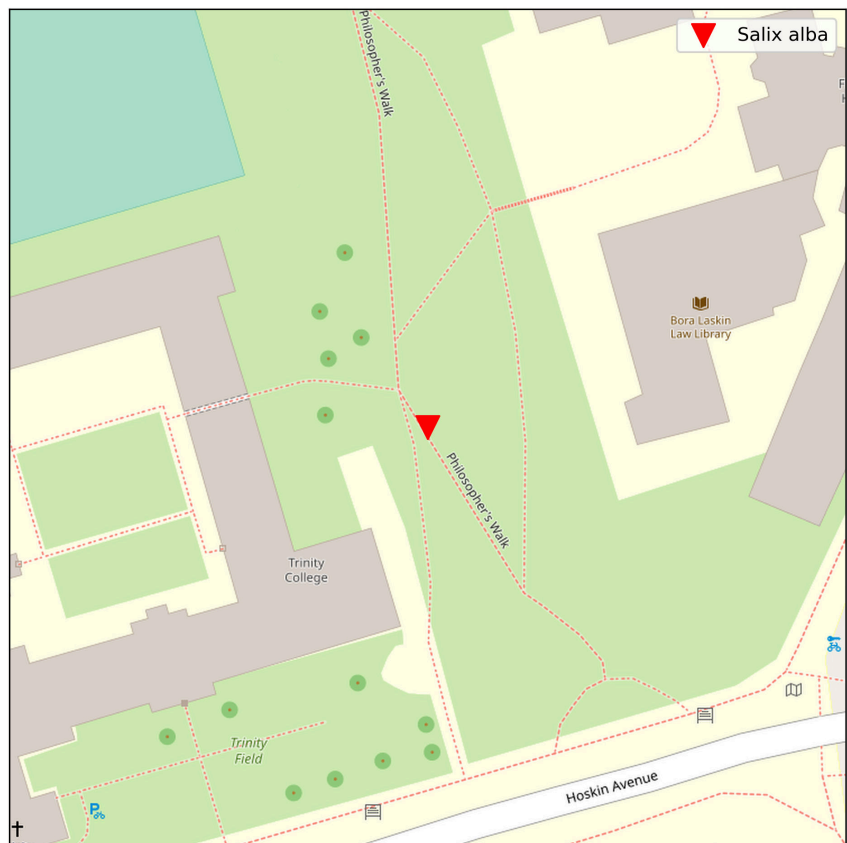 Philosopher's Walk
Salix alba
Bora Laskin
Law Library
Philosopher's Walk
Trinity
College
Trinity
Field
Hoskin Avenue